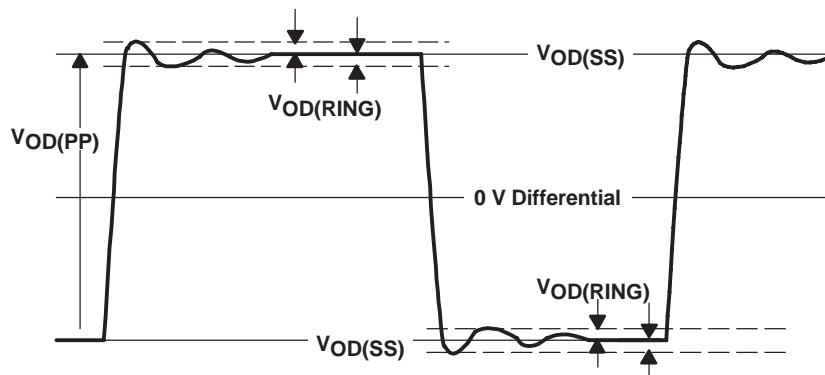 VOD(SS)
VOD(RING)
VOD(PP)
0 V Differential
VOD(RING)
VOD(SS)